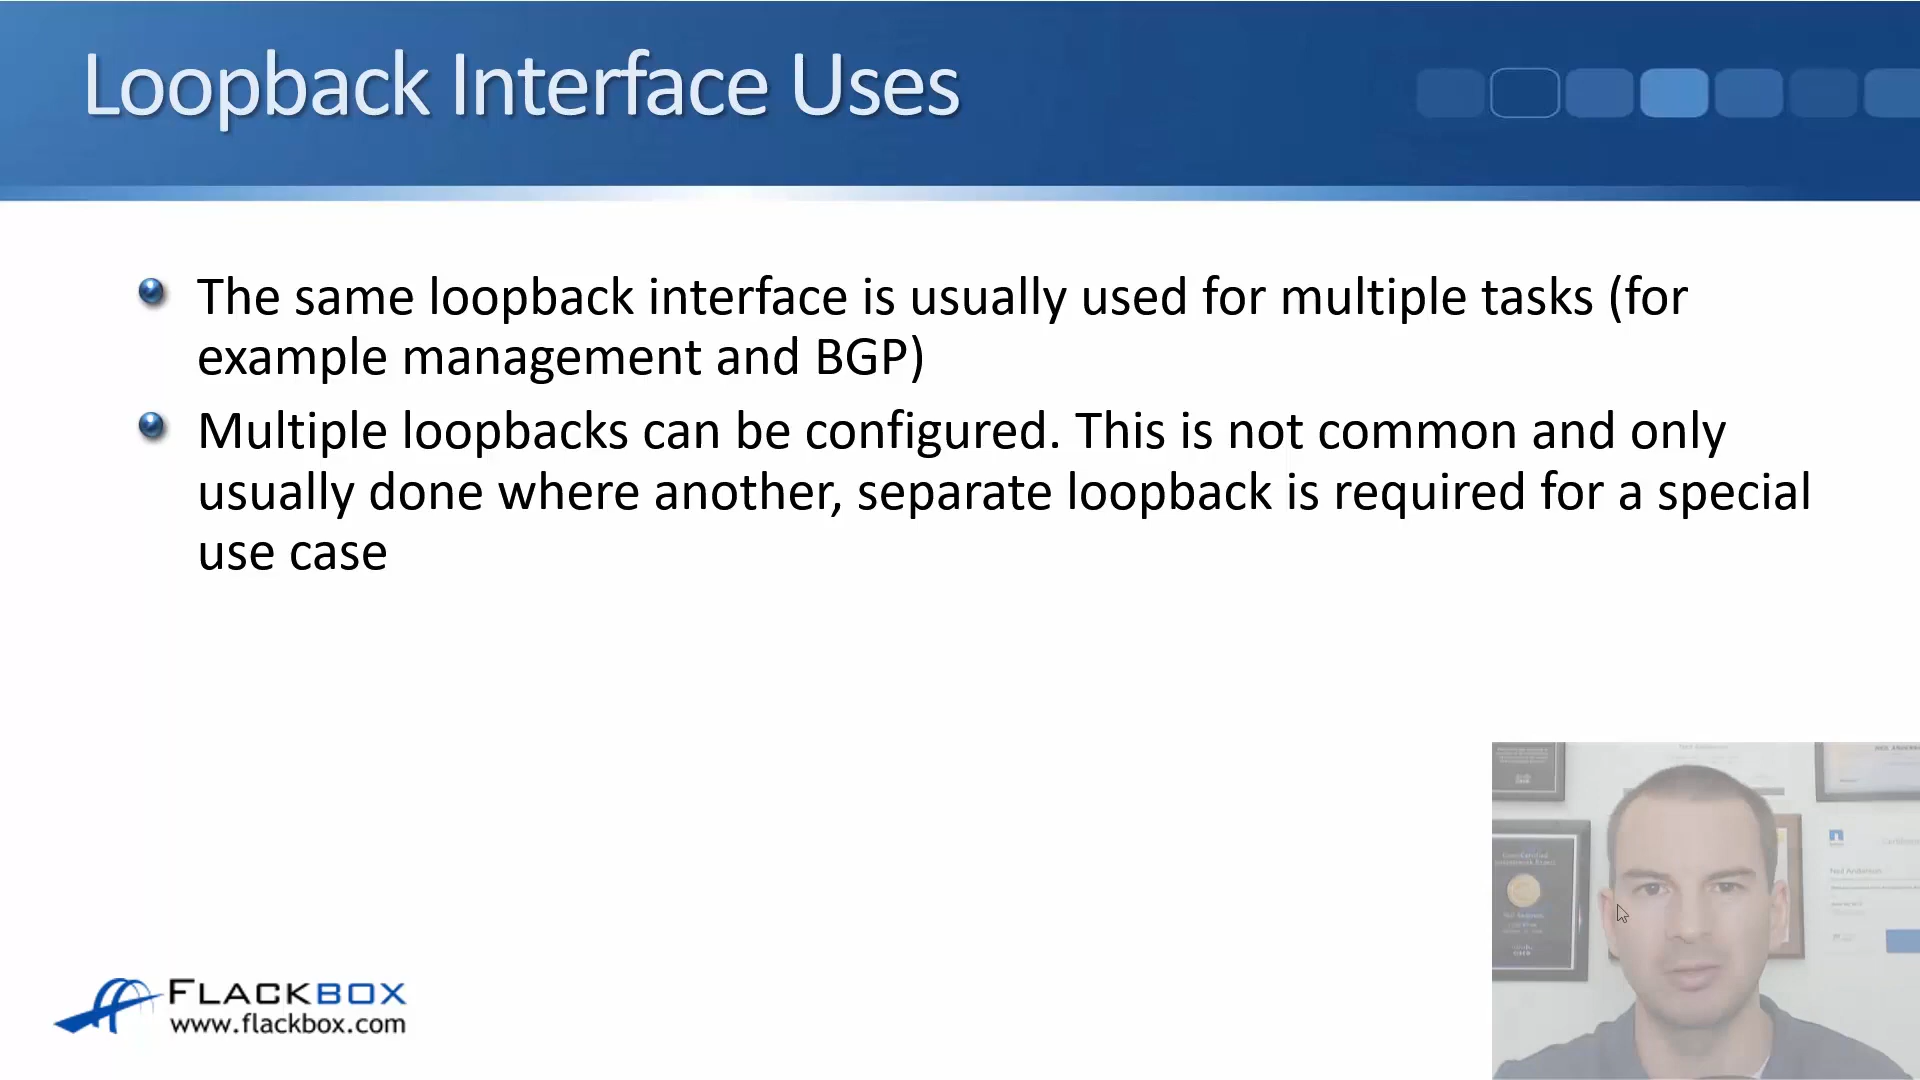 Loopback Interface Uses
The same loopback interface is usually used for multiple tasks (for
example management and BGP)
Multiple loopbacks can be configured. This is not common and only
usually done where another, separate loopback is required for a special
use case
FLACKBOX
www.flackbox.com
Neil Anderson